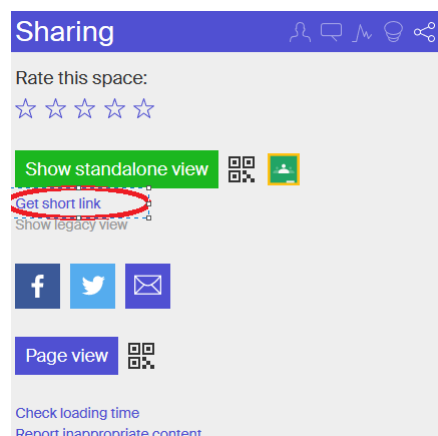 Sharing
Rate this space:
Show standalone view
Get short link
Show legacy view
Page view
Check loading time
Report inappropriate content